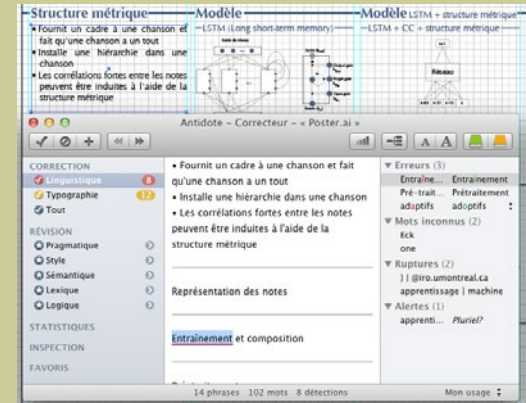 Structure métrique
Modèle
Modèle LSTM + structure métrique
• Fournit un cadre à une chanson et
fait qu'une chanson a un tout
• Installe une hiérarchie dans une
chanson
• Les corrélations fortes entre les notes
peuvent être induites à l'aide de la
structure métrique
LSTM (Long short-term memory)
LSTM + CC + structure métrique
Réseau
Antidote – Correcteur – « Poster.ai »
A A
CORRECTION
Linguistique 8
Typographie 12
Tout
RÉVISION
Pragmatique
Style
Sémantique
Lexique
Logique
STATISTIQUES
INSPECTION
FAVORIS
• Fournit un cadre à une chanson et fait
qu'une chanson a un tout
• Installe une hiérarchie dans une chanson
• Les corrélations fortes entre les notes
peuvent être induites à l'aide de la
structure métrique
Représentation des notes
Entraînement et composition
Erreurs (3)
Entraîne... Entrainement
Pré-trait... Prétraitement
adaptifs adoptifs
Mots inconnus (2)
Eck
one
Ruptures (2)
) | @iro.umontreal.ca
apprentissage | machine
Alertes (1)
apprenti... Pluriel?
14 phrases 102 mots 8 détections
Mon usage